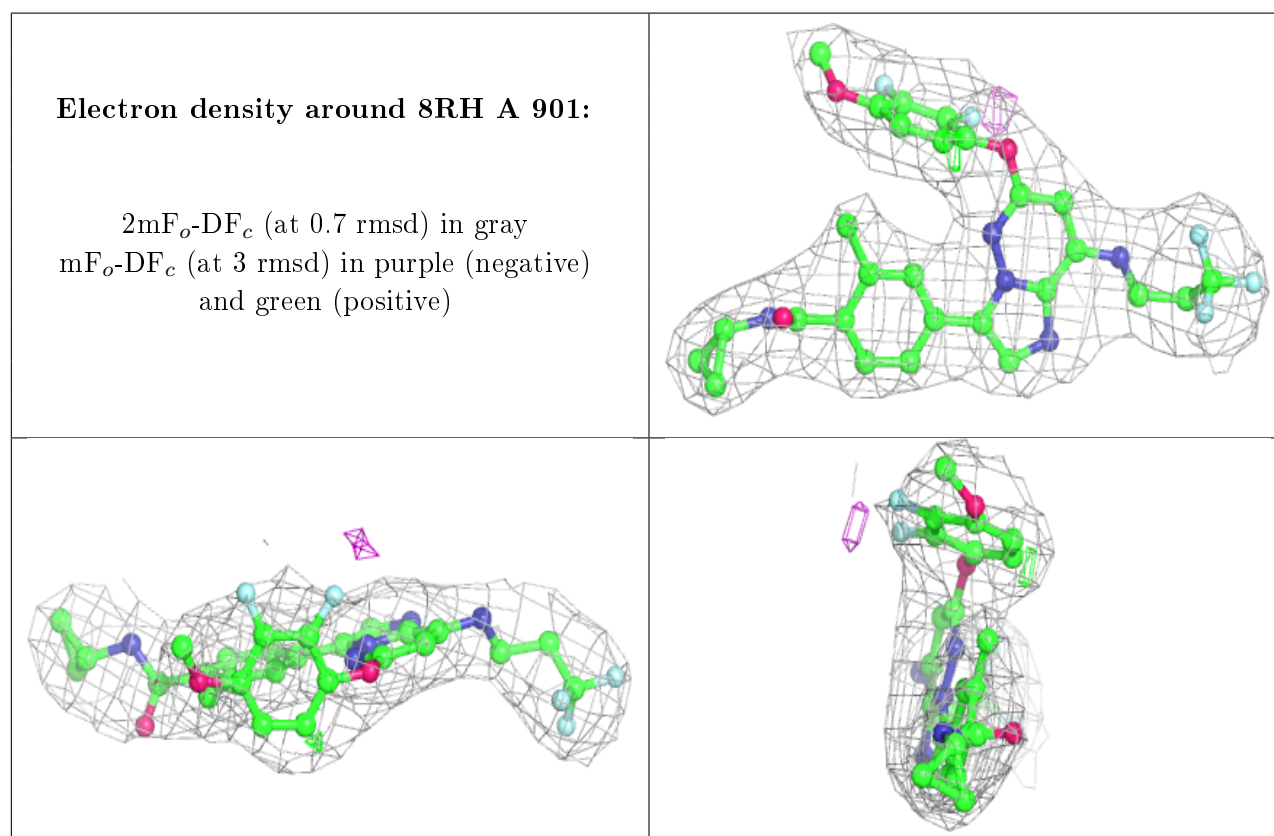 Electron density around 8RH A 901:
2mFo-DFc (at 0.7 rmsd) in gray
mFo-DFc (at 3 rmsd) in purple (negative)
and green (positive)